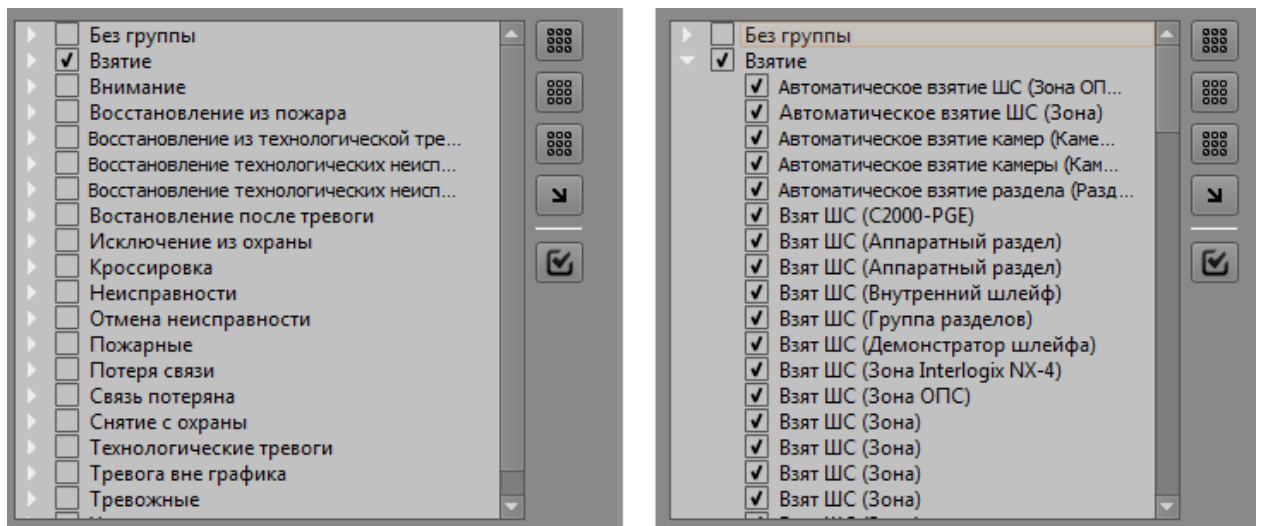 Без группы
Взятие
Внимание
Восстановление из пожара
Восстановление из технологической тре...
Восстановление технологических неисп...
Восстановление технологических неисп...
Востановление после тревоги
Исключение из охраны
Кроссировка
Неисправности
Отмена неисправности
Пожарные
Потеря связи
Связь потеряна
Снятие с охраны
Технологические тревоги
Тревога вне графика
Тревожные
Без группы
Взятие
Автоматическое взятие ШС (Зона ОП...
Автоматическое взятие ШС (Зона)
Автоматическое взятие камер (Каме...
Автоматическое взятие камеры (Кам...
Автоматическое взятие раздела (Разд...
Взят ШС (С2000-PGE)
Взят ШС (Аппаратный раздел)
Взят ШС (Аппаратный раздел)
Взят ШС (Внутренний шлейф)
Взят ШС (Группа разделов)
Взят ШС (Демонстратор шлейфа)
Взят ШС (Зона Interlogix NX-4)
Взят ШС (Зона ОПС)
Взят ШС (Зона)
Взят ШС (Зона)
Взят ШС (Зона)
Взят ШС (Зона)